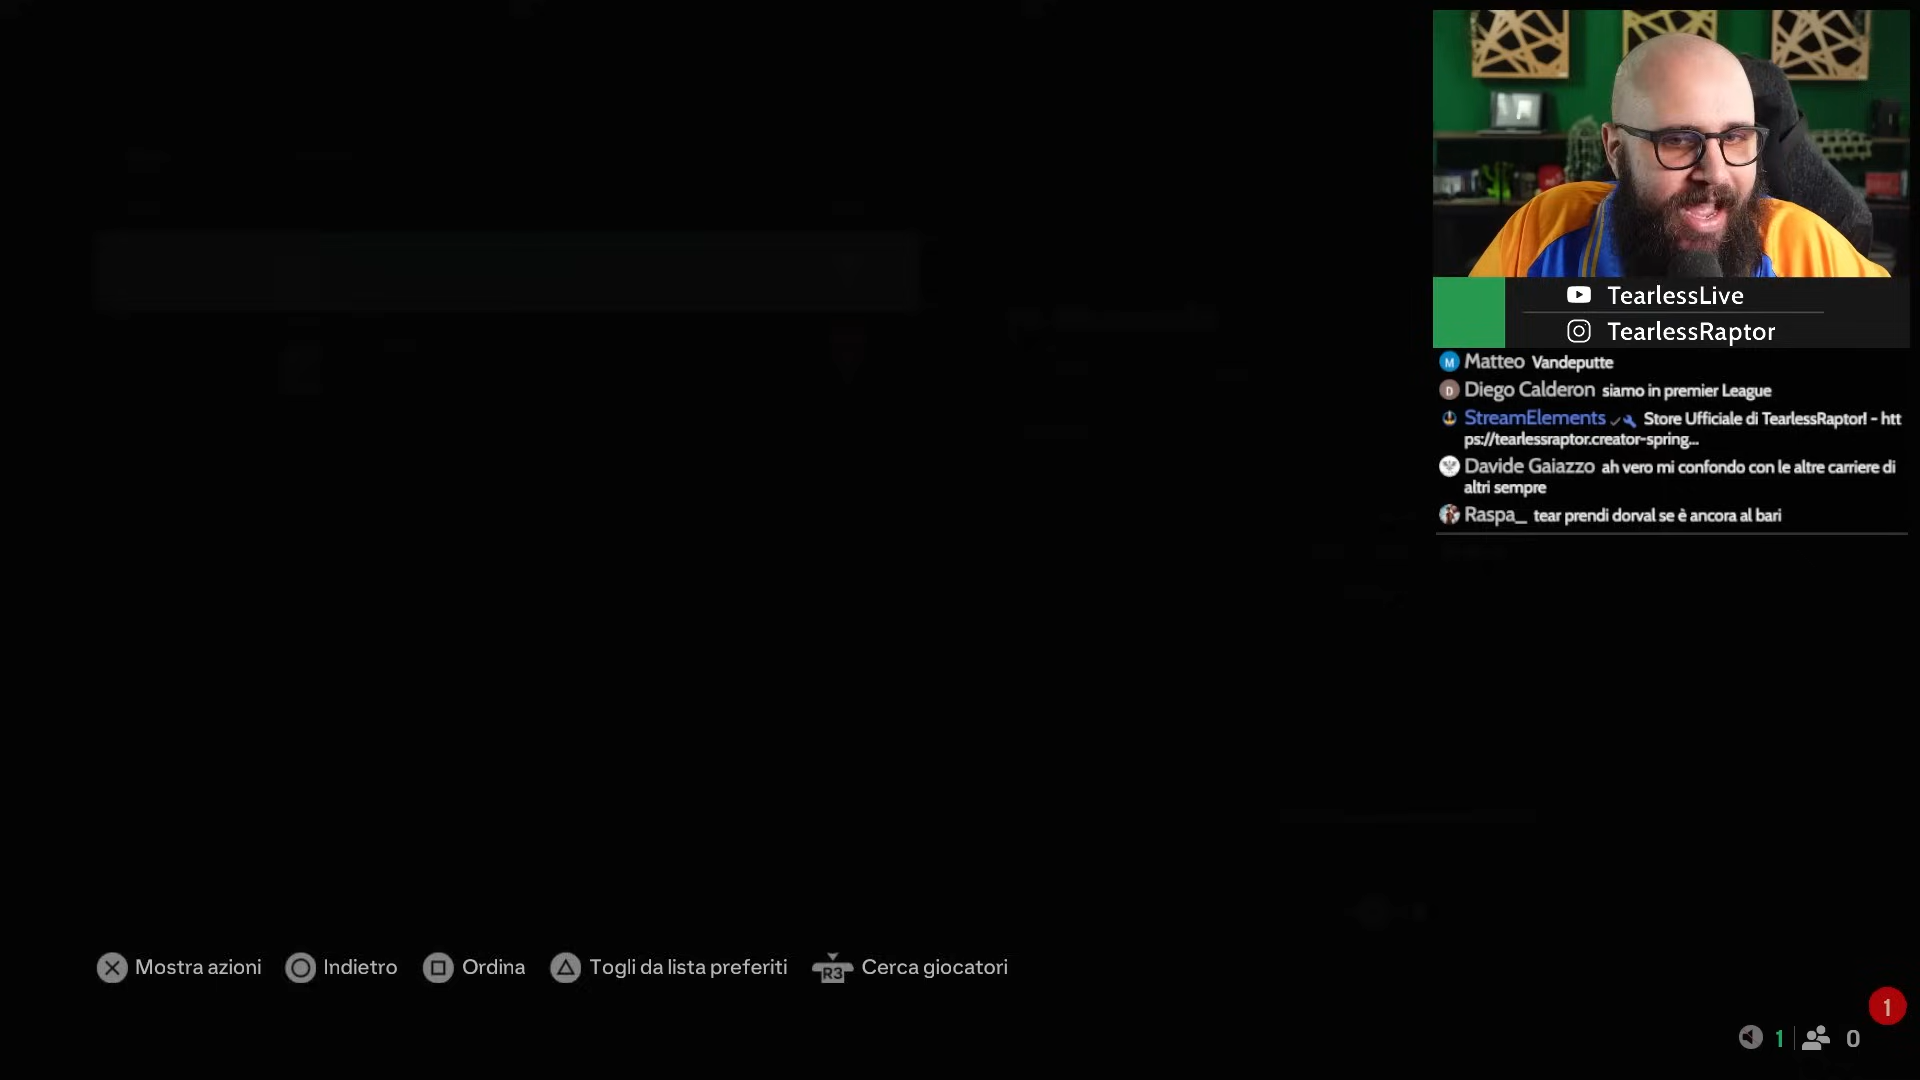 TearlessLive
TearlessRaptor
M Matteo Vandeputte
D Diego Calderon siamo in premier League
StreamElements Store Ufficiale di TearlessRaptor! - htt
ps://tearlessraptor.creator-spring...
Davide Gaiazzo ah vero mi confondo con le altre carriere di
altri sempre
Raspa_ tear prendi dorval se è ancora al bari
Mostra azioni Indietro Ordina Togli da lista preferiti R3 Cerca giocatori
1
1 0